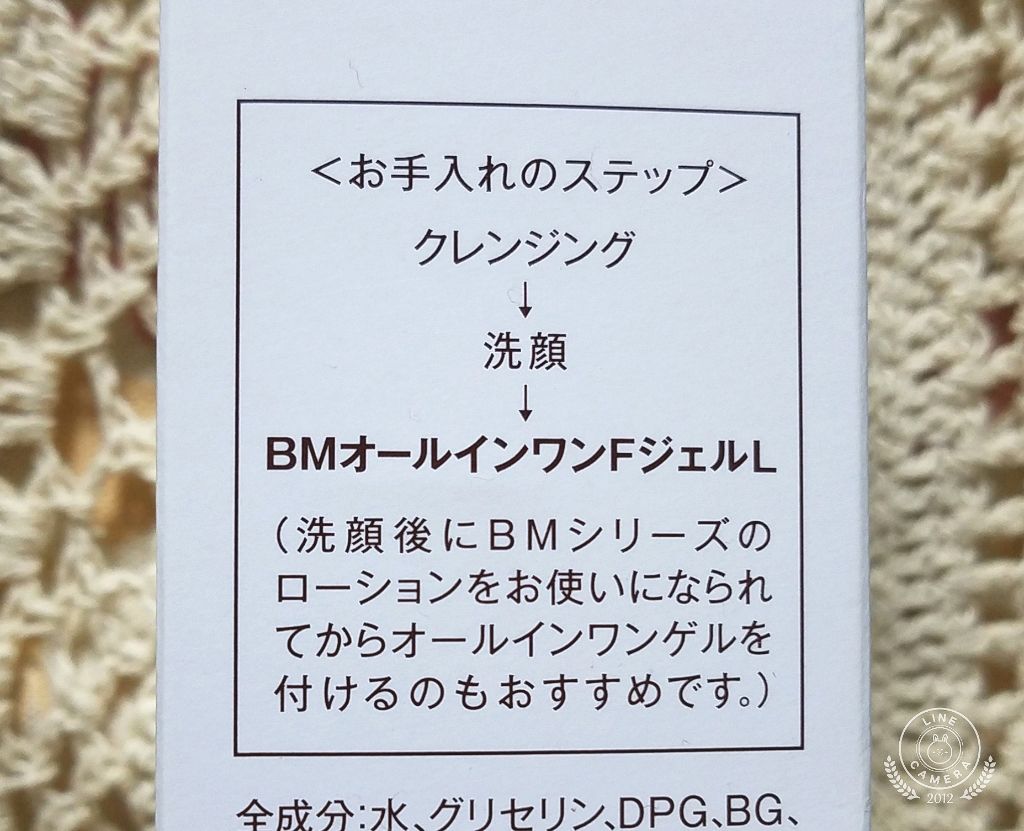 ＜お手入れのステップ＞
クレンジング
↓
洗顔
↓
BMオールインワンFジェルL
（洗顔後にBMシリーズの
ローションをお使いになられ
てからオールインワンゲルを
付けるのもおすすめです。）
全成分:水、グリセリン、DPG、BG、
LINE
CAMERA
2012